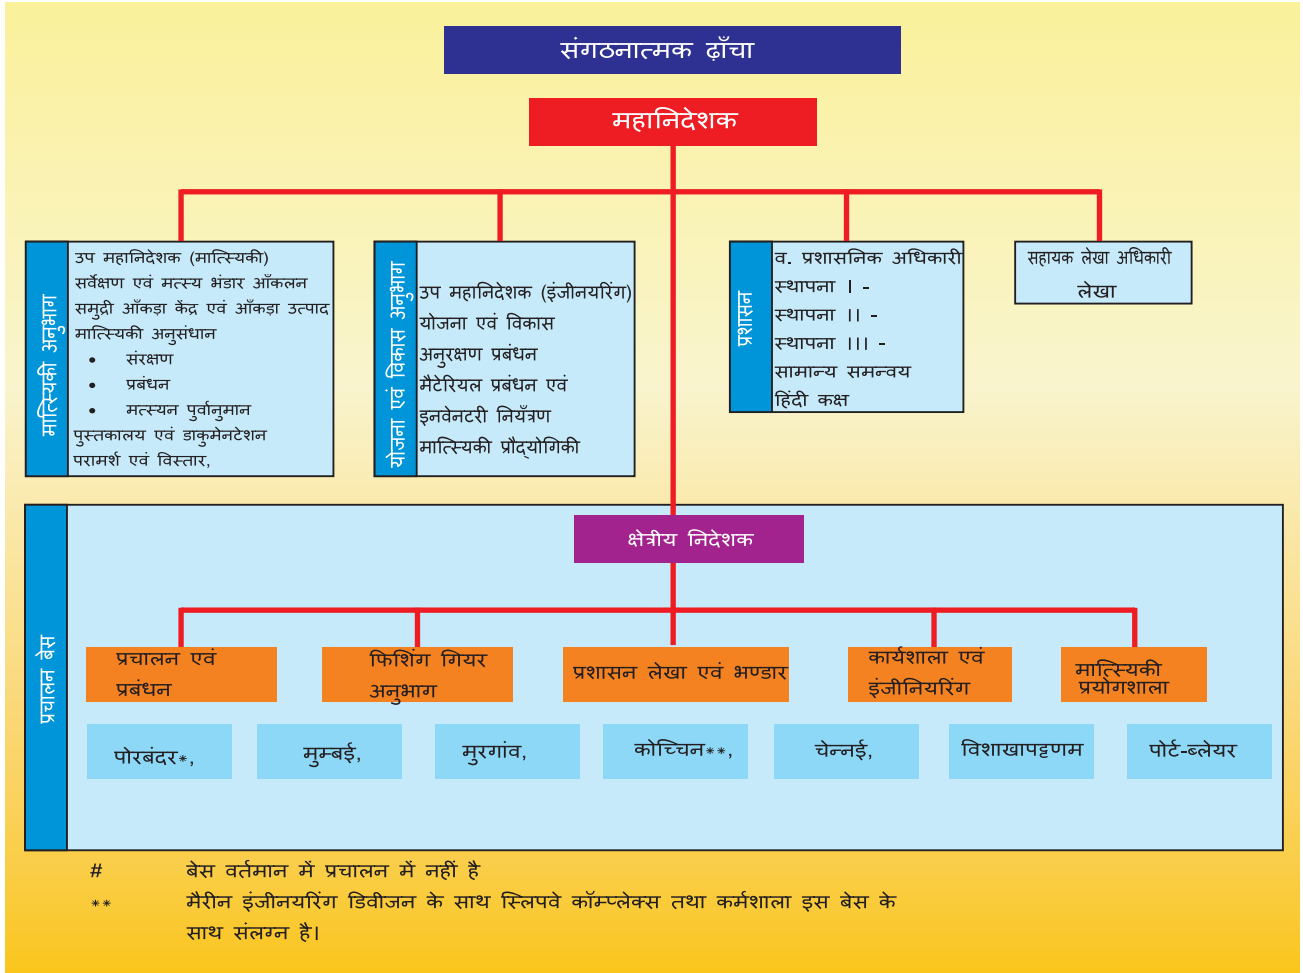 संगठनात्मक ढ़ाँचा
महानिदेशक
मात्स्यिकी अनुभाग
उप महानिदेशक (मात्स्यिकी)
सर्वेक्षण एवं मत्स्य भंडार आँकलन
समुद्री आँकड़ा केंद्र एवं आँकड़ा उत्पाद
मात्स्यिकी अनुसंधान
• संरक्षण
• प्रबंधन
• मत्स्यन पुर्वानुमान
पुस्तकालय एवं डाकुमेनटेशन
परामर्श एवं विस्तार,
योजना एवं विकास अनुभाग
उप महानिदेशक (इंजीनयरिंग)
योजना एवं विकास
अनुरक्षण प्रबंधन
मैटेरियल प्रबंधन एवं
इनवेनटरी नियँत्रण
मात्स्यिकी प्रौद्योगिकी
प्रशासन
व. प्रशासनिक अधिकारी
स्थापना I -
स्थापना II -
स्थापना III -
सामान्य समन्वय
हिंदी कक्ष
सहायक लेखा अधिकारी
लेखा
प्रचालन बेस
क्षेत्रीय निदेशक
प्रचालन एवं
प्रबंधन
फिशिंग गियर
अनुभाग
प्रशासन लेखा एवं भण्डार
कार्यशाला एवं
इंजीनियरिंग
मात्स्यिकी
प्रयोगशाला
पोरबंदर*,
मुम्बई,
मुरगांव,
कोच्चिन**,
चेन्नई,
विशाखापट्टणम
पोर्ट-ब्लेयर
# बेस वर्तमान में प्रचालन में नहीं है
** मैरीन इंजीनयरिंग डिवीजन के साथ स्लिपवे कॉम्प्लेक्स तथा कर्मशाला इस बेस के
साथ संलग्न है।